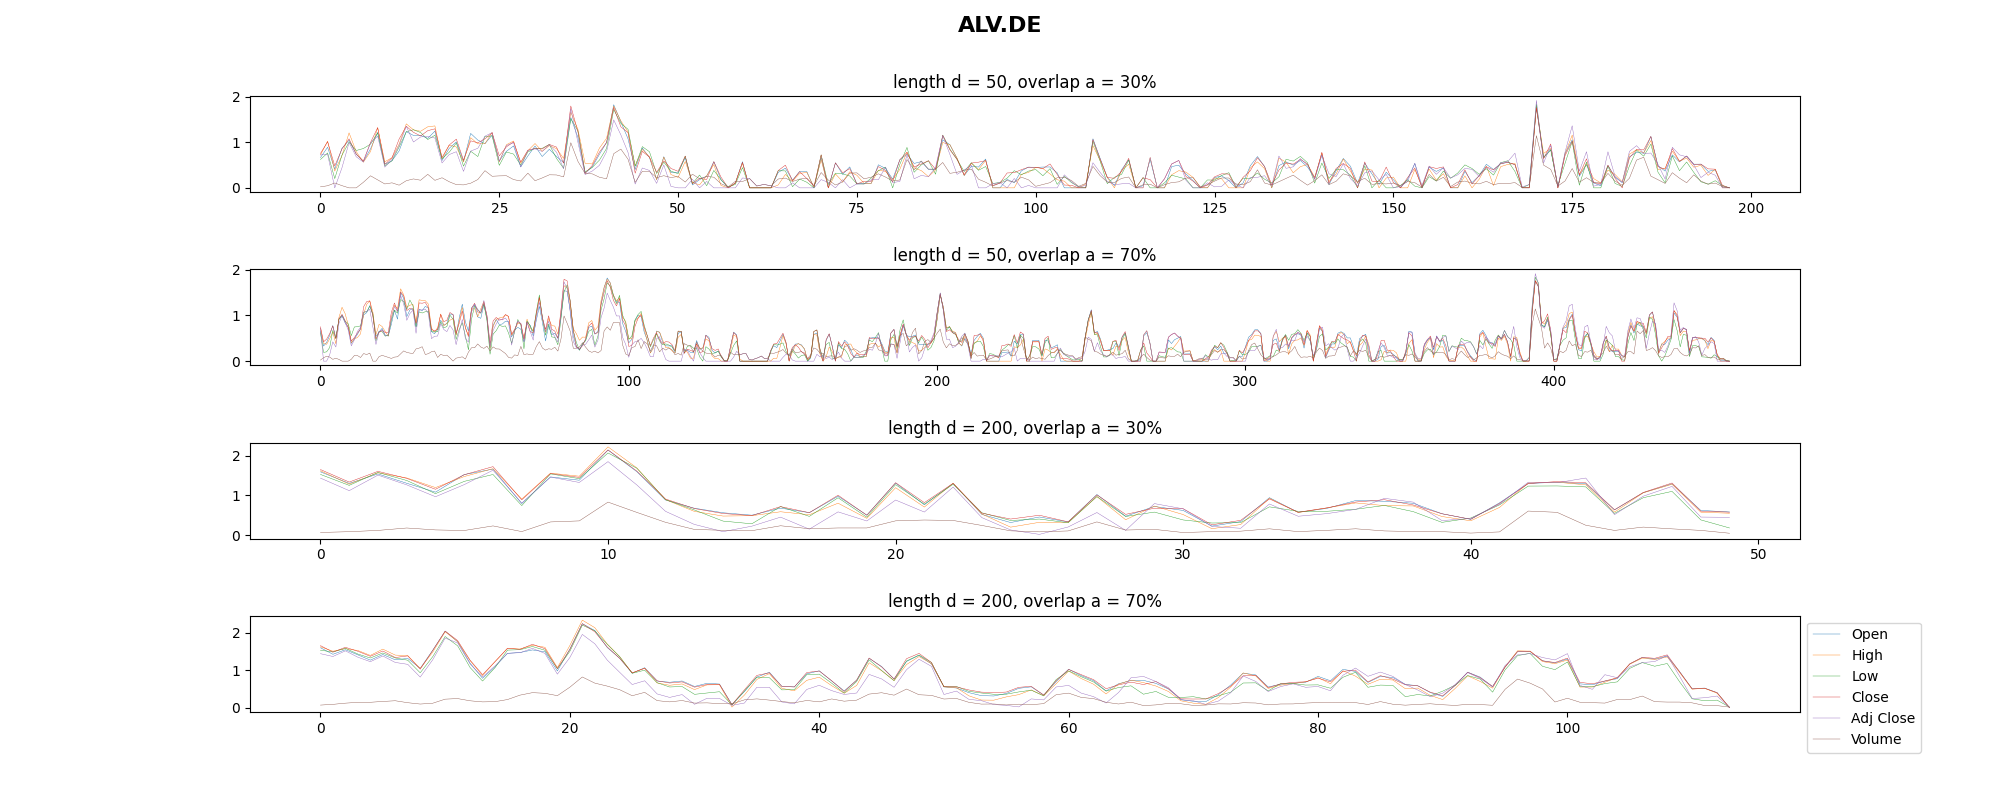 ALV.DE
length d = 50, overlap a = 30%
2
1
0
0 25 50 75 100 125 150 175 200
length d = 50, overlap a = 70%
2
1
0
0 100 200 300 400
length d = 200, overlap a = 30%
2
1
0
0 10 20 30 40 50
length d = 200, overlap a = 70%
2
1
0
0 20 40 60 80 100
Open
High
Low
Close
Adj Close
Volume